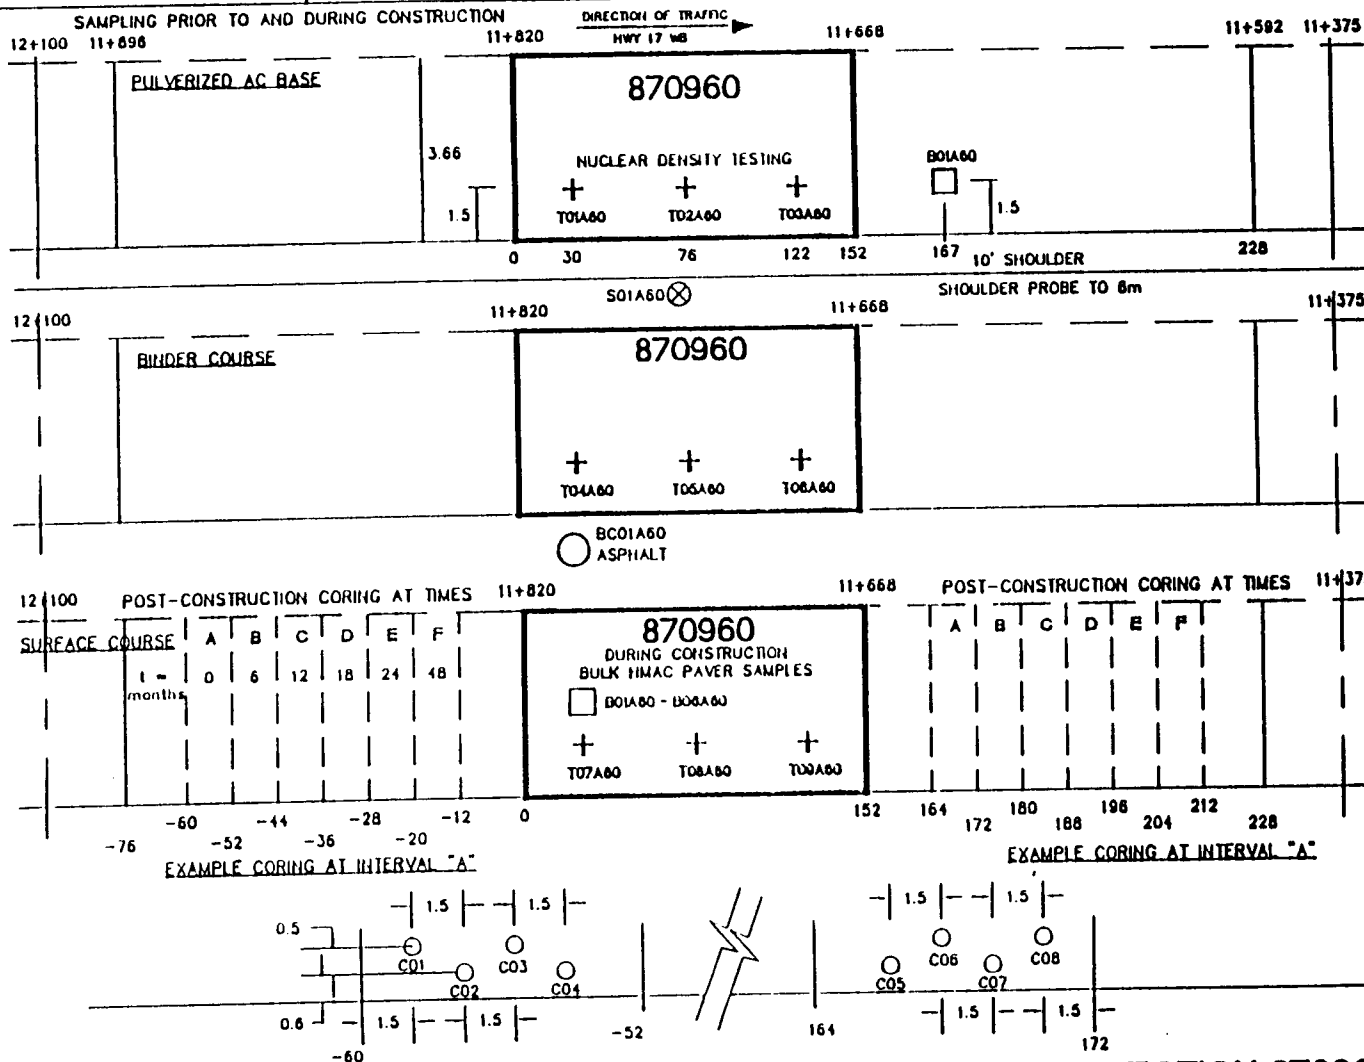 SAMPLING PRIOR TO AND DURING CONSTRUCTION
DIRECTION OF TRAFFIC
HWY 17 WB
12+100 11+896 11+820 11+668 11+592 11+375
PULVERIZED AC BASE
870960
3.66
NUCLEAR DENSITY TESTING
B01A60
1.5
T01A60 T02A60 T03A60
1.5
0 30 76 122 152 167 228
10' SHOULDER
S01A60
SHOULDER PROBE TO 6m
12+100 11+820 11+668 11+375
BINDER COURSE
870960
T04A60 T05A60 T06A60
BC01A60
ASPHALT
12+100 POST-CONSTRUCTION CORING AT TIMES 11+820 11+668 POST-CONSTRUCTION CORING AT TIMES 11+37
SURFACE COURSE
A B C D E F
870960
A B C D E F
DURING CONSTRUCTION
BULK HMAC PAVER SAMPLES
t =
months
0 6 12 18 24 48
B01A60 - B06A60
T07A60 T08A60 T09A60
-76 -60 -52 -44 -36 -28 -20 -12 0 152 164 172 180 188 196 204 212 228
EXAMPLE CORING AT INTERVAL "A"
EXAMPLE CORING AT INTERVAL "A"
1.5 1.5
1.5 1.5
0.5
C01 C02 C03 C04
C05 C06 C07 C08
0.6
1.5 1.5
1.5 1.5
-60 -52 164 172